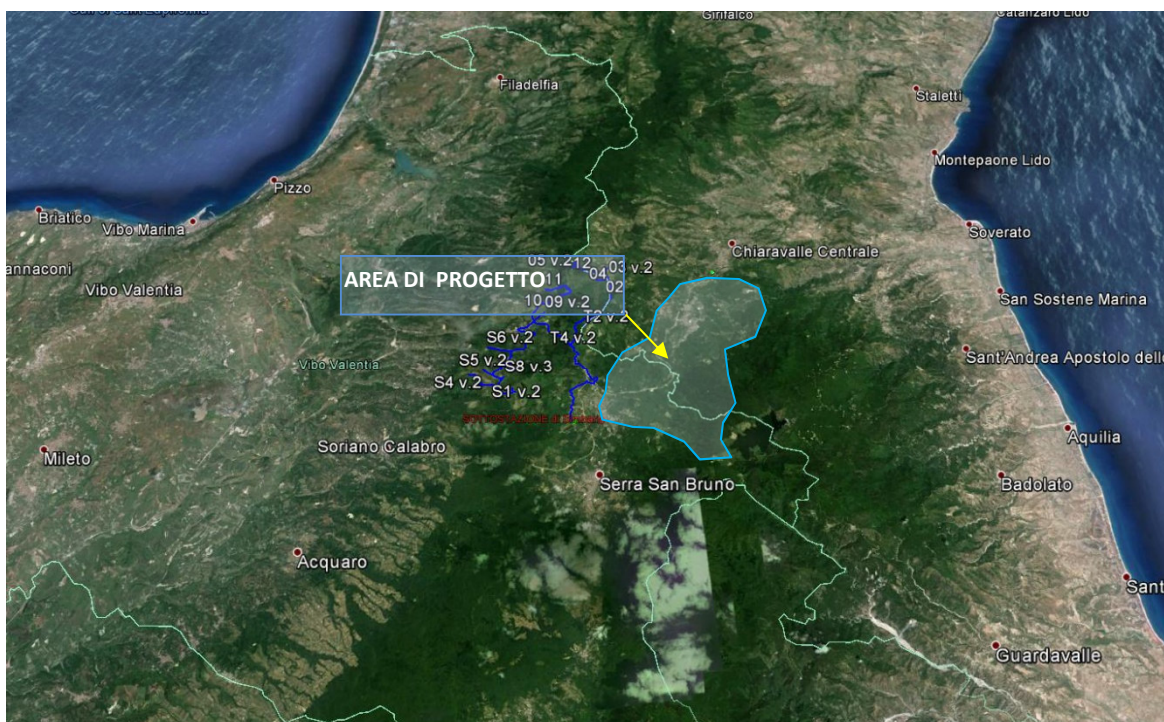 Girifalco
Catanzaro Lido
Filadelfia
Staletti
Montepaone Lido
Pizzo
Briatico
Vibo Marina
Soverato
Chiaravalle Centrale
05 v.2
12
03 v.2
04
AREA DI PROGETTO
11
02
annaconi
Vibo Valentia
10
09 v.2
San Sostene Marina
T2 v.2
S6 v.2
T4 v.2
Sant'Andrea Apostolo dello
S5 v.2
S8 v.3
Vibo Valentia
S4 v.2
S1 v.2
SOTTOSTAZIONE
Soriano Calabro
Aquilia
Mileto
Serra San Bruno
Badolato
Acquaro
Sant
Guardavalle